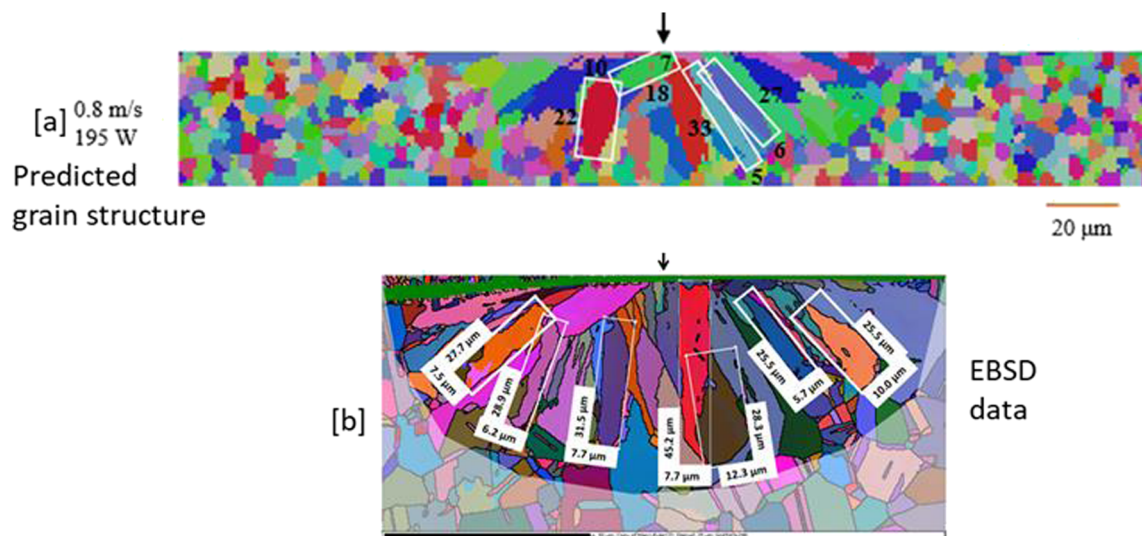 [a]
0.8 m/s
195 W
Predicted
grain structure
10
7
22
18
33
27
6
5
20 µm
27.7 µm
7.5 µm
28.9 µm
6.2 µm
31.5 µm
7.7 µm
45.2 µm
7.7 µm
28.3 µm
12.3 µm
25.5 µm
5.7 µm
25.5 µm
10.0 µm
[b]
EBSD
data